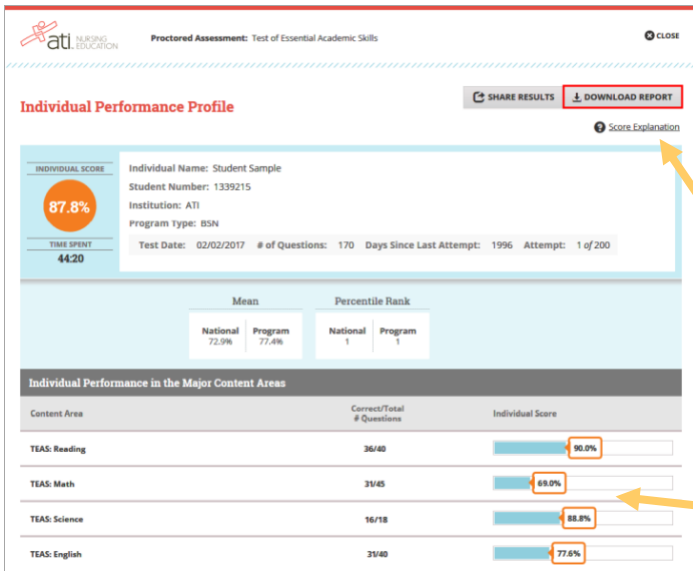 ati NURSING EDUCATION
Proctored Assessment: Test of Essential Academic Skills
CLOSE
Individual Performance Profile
SHARE RESULTS
DOWNLOAD REPORT
Score Explanation
INDIVIDUAL SCORE
87.8%
TIME SPENT
44:20
Individual Name: Student Sample
Student Number: 1339215
Institution: ATI
Program Type: BSN
Test Date: 02/02/2017 # of Questions: 170 Days Since Last Attempt: 1996 Attempt: 1 of 200
Mean
National Program
72.9% 77.4%
Percentile Rank
National Program
1 1
Individual Performance in the Major Content Areas
Content Area Correct/Total # Questions Individual Score
TEAS: Reading 36/40 90.0%
TEAS: Math 31/45 69.0%
TEAS: Science 16/18 88.8%
TEAS: English 31/40 77.6%